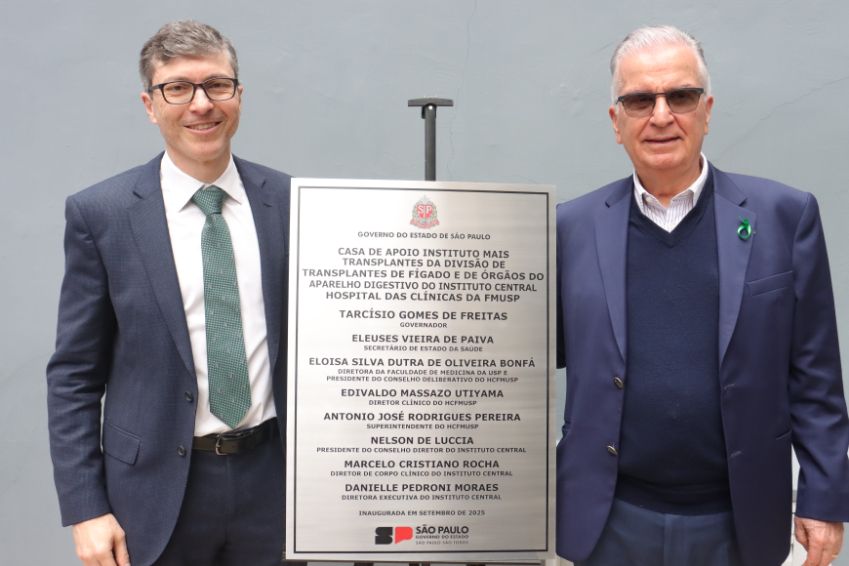 SP
GOVERNO DO ESTADO DE SÃO PAULO
CASA DE APOIO INSTITUTO MAIS
TRANSPLANTES DA DIVISÃO DE
TRANSPLANTES DE FÍGADO E DE ÓRGÃOS DO
APARELHO DIGESTIVO DO INSTITUTO CENTRAL
HOSPITAL DAS CLÍNICAS DA FMUSP
TARCÍSIO GOMES DE FREITAS
GOVERNADOR
ELEUSES VIEIRA DE PAIVA
SECRETÁRIO DE ESTADO DA SAÚDE
ELOISA SILVA DUTRA DE OLIVEIRA BONFÁ
DIRETORA DA FACULDADE DE MEDICINA DA USP E
PRESIDENTE DO CONSELHO DELIBERATIVO DO HCFMUSP
EDIVALDO MASSAZO UTIYAMA
DIRETOR CLÍNICO DO HCFMUSP
ANTONIO JOSÉ RODRIGUES PEREIRA
SUPERINTENDENTE DO HCFMUSP
NELSON DE LUCCIA
PRESIDENTE DO CONSELHO DIRETOR DO INSTITUTO CENTRAL
MARCELO CRISTIANO ROCHA
DIRETOR DE CORPO CLÍNICO DO INSTITUTO CENTRAL
DANIELLE PEDRONI MORAES
DIRETORA EXECUTIVA DO INSTITUTO CENTRAL
INAUGURADA EM SETEMBRO DE 2025
SP SÃO PAULO
GOVERNO DO ESTADO
SÃO PAULO SÃO TODOS